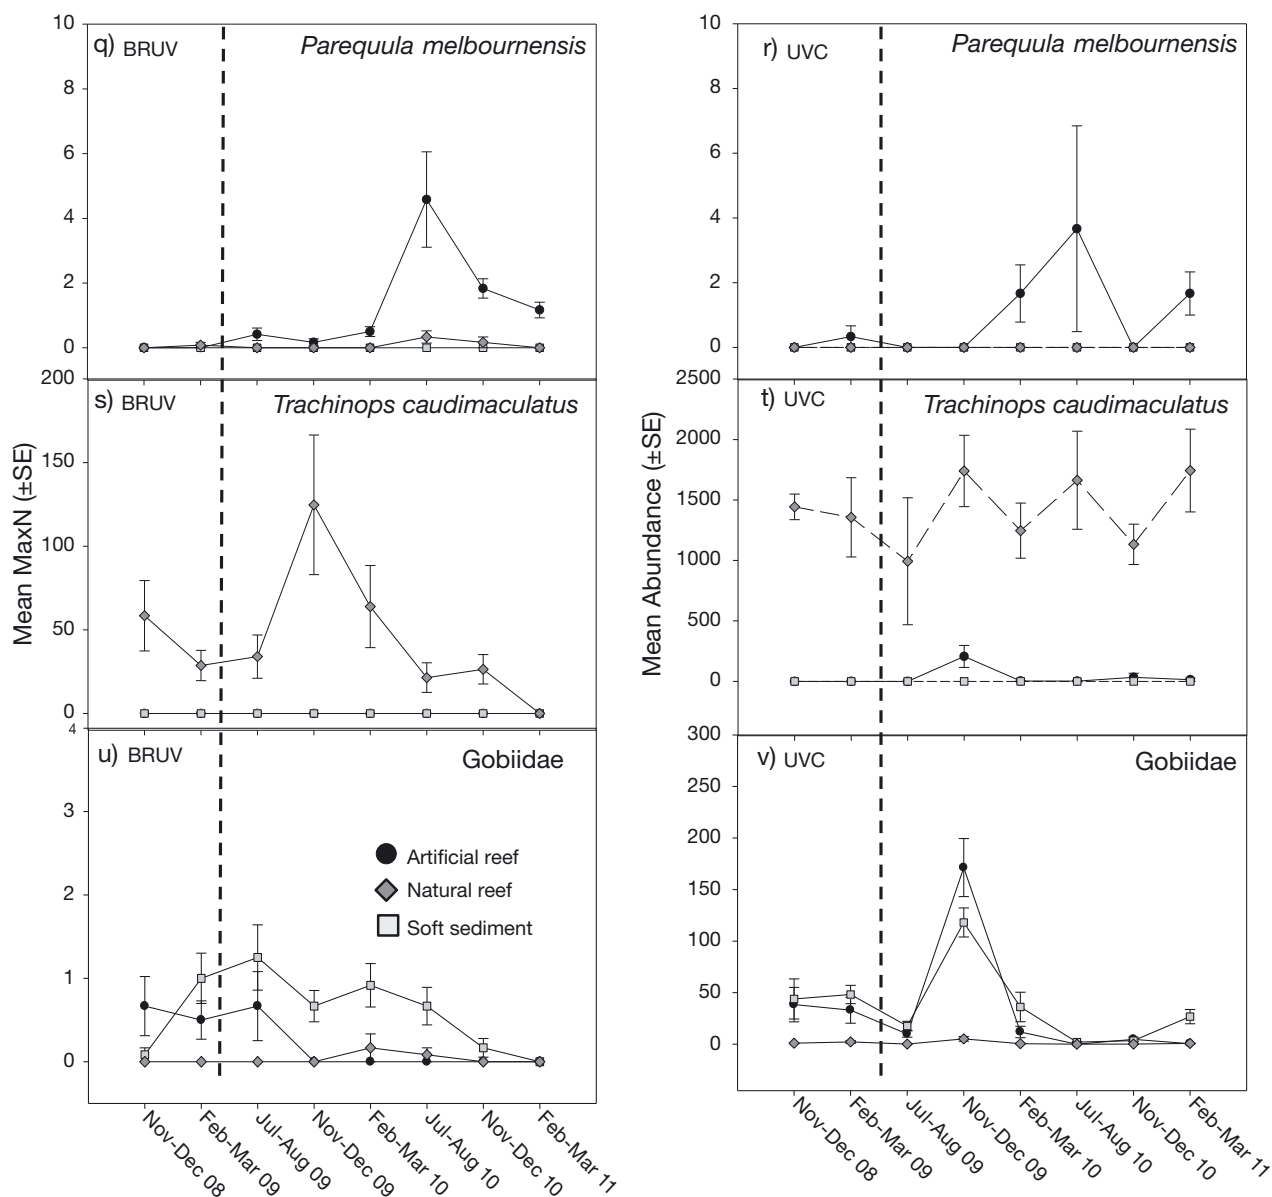 q) BRUV
Parequula melbournensis
10
8
6
4
2
0
r) UVC
Parequula melbournensis
10
8
6
4
2
0
Mean MaxN (±SE)
s) BRUV
Trachinops caudimaculatus
200
150
100
50
0
Mean Abundance (±SE)
t) UVC
Trachinops caudimaculatus
2500
2000
1500
1000
500
0
u) BRUV
Gobiidae
4
3
2
1
0
Artificial reef
Natural reef
Soft sediment
v) UVC
Gobiidae
300
250
200
150
100
50
0
Nov-Dec 08
Feb-Mar 09
Jul-Aug 09
Nov-Dec 09
Feb-Mar 10
Jul-Aug 10
Nov-Dec 10
Feb-Mar 11
Nov-Dec 08
Feb-Mar 09
Jul-Aug 09
Nov-Dec 09
Feb-Mar 10
Jul-Aug 10
Nov-Dec 10
Feb-Mar 11